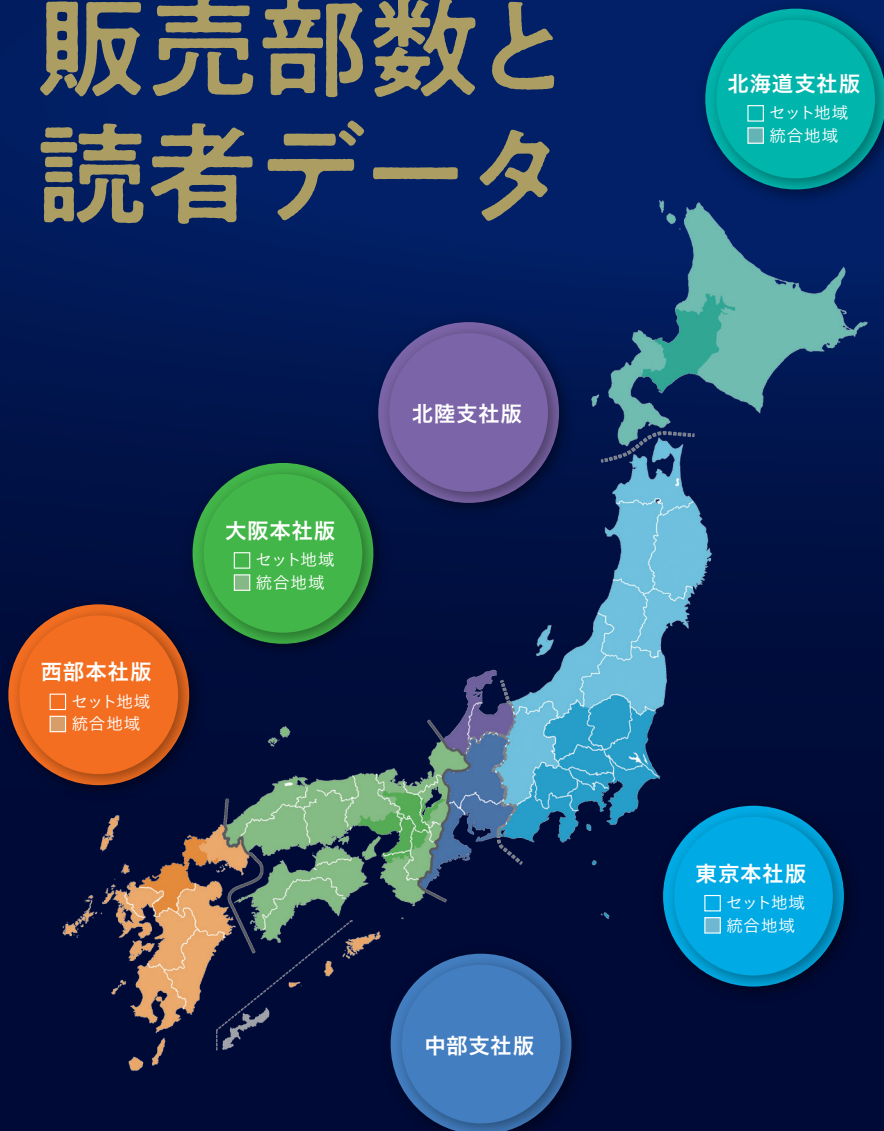 販売部数と
読者データ
北海道支社版
セット地域
統合地域
北陸支社版
大阪本社版
セット地域
統合地域
西部本社版
セット地域
統合地域
東京本社版
セット地域
統合地域
中部支社版